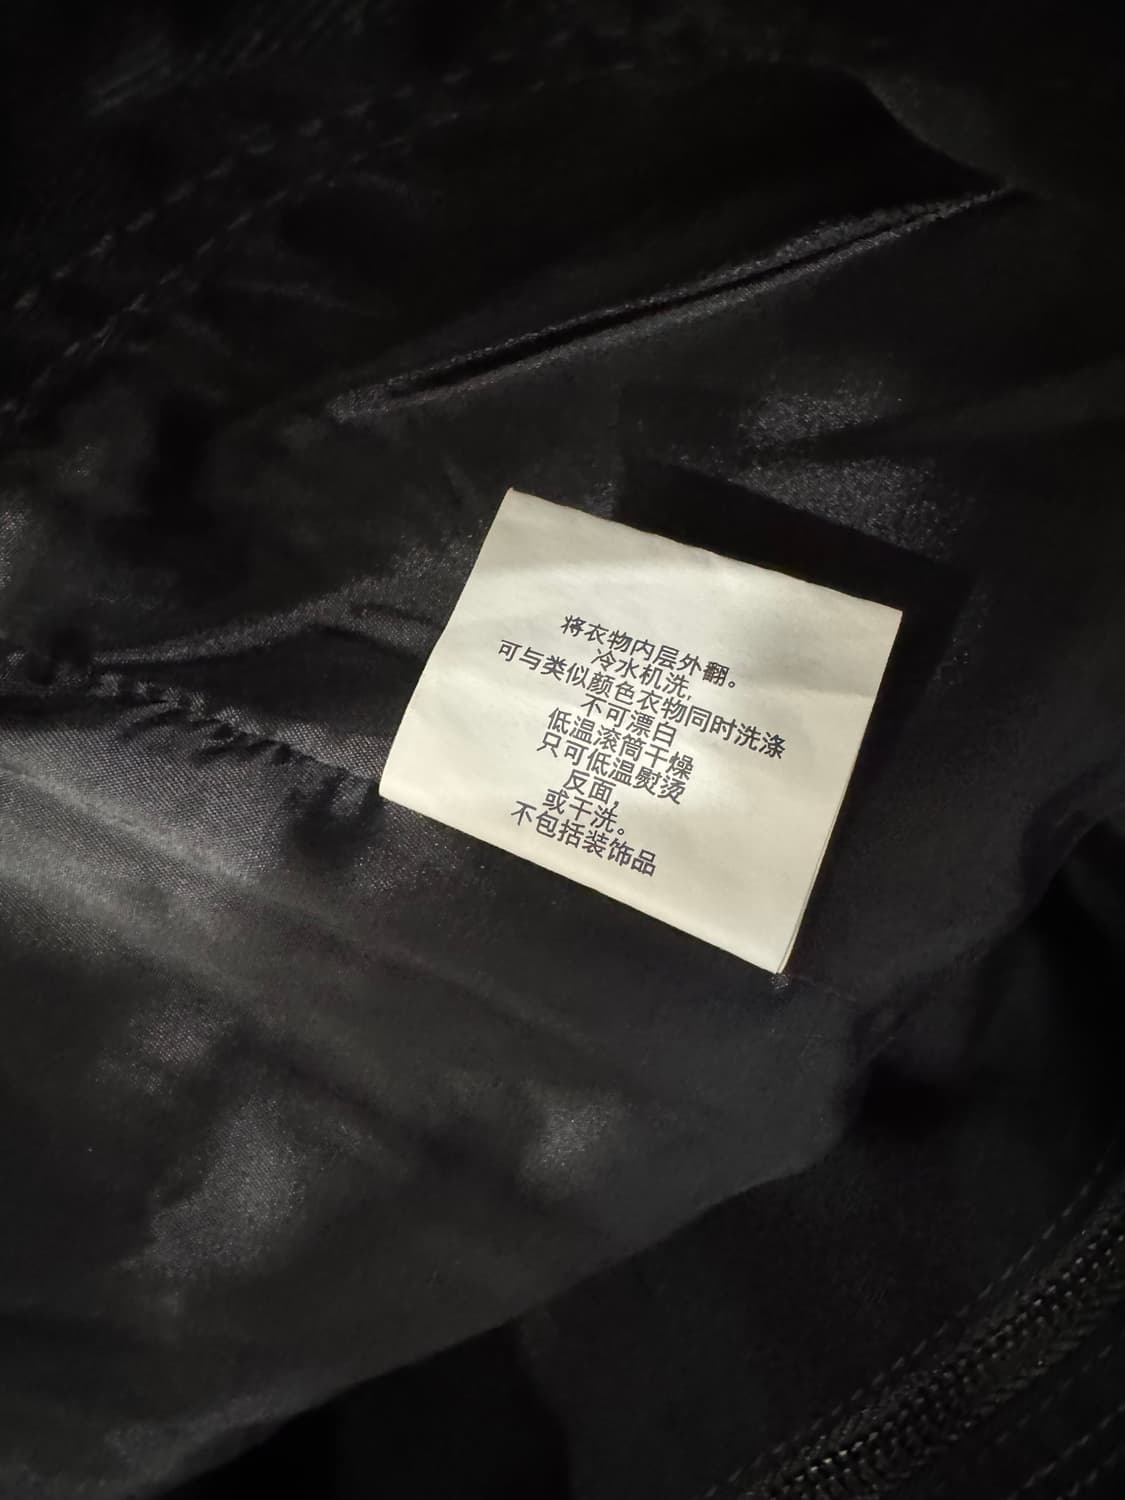 将衣物内层外翻。
冷水机洗,
可与类似颜色衣物同时洗涤
不可漂白
低温滚筒干燥
只可低温熨烫
反面,
或干洗。
不包括装饰品